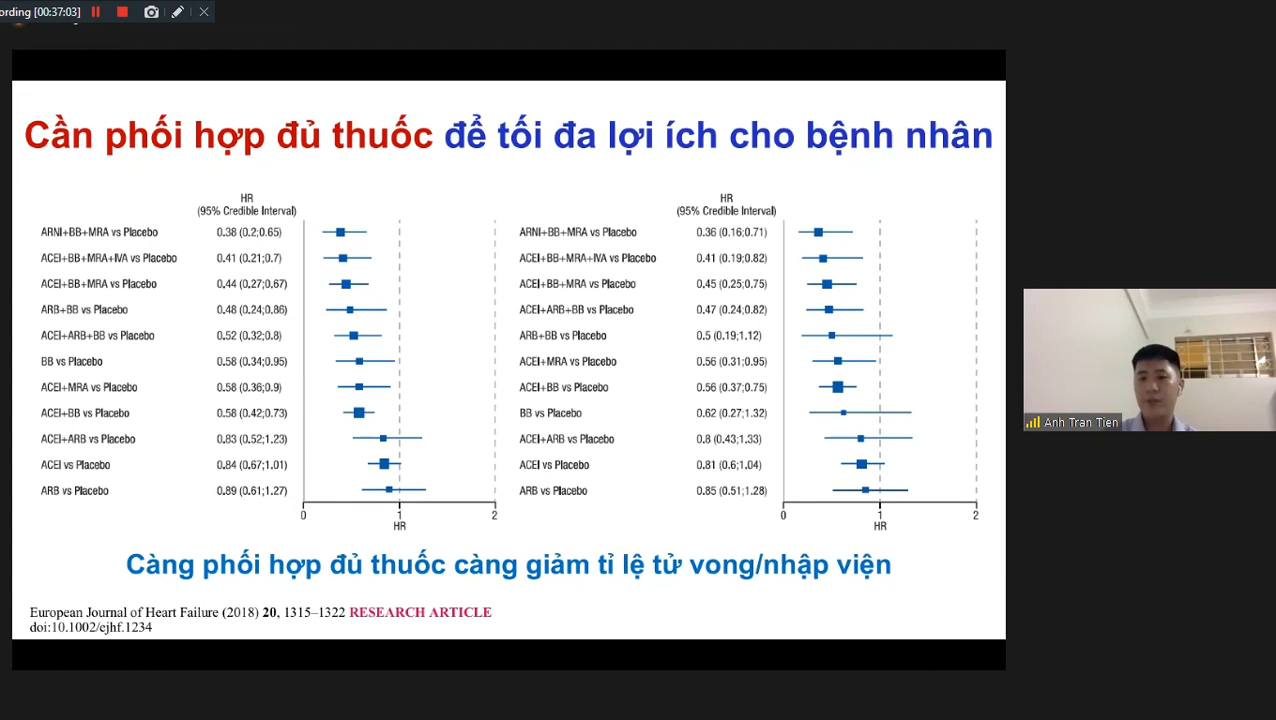 ording [00:37:03]
Cần phối hợp đủ thuốc để tối đa lợi ích cho bệnh nhân
HR
(95% Credible Interval)
ARNI+BB+MRA vs Placebo 0.38 (0.2;0.65)
ACEI+BB+MRA+IVA vs Placebo 0.41 (0.21;0.7)
ACEI+BB+MRA vs Placebo 0.44 (0.27;0.67)
ARB+BB vs Placebo 0.48 (0.24;0.86)
ACEI+ARB+BB vs Placebo 0.52 (0.32;0.8)
BB vs Placebo 0.58 (0.34;0.95)
ACEI+MRA vs Placebo 0.58 (0.36;0.9)
ACEI+BB vs Placebo 0.58 (0.42;0.73)
ACEI+ARB vs Placebo 0.83 (0.52;1.23)
ACEI vs Placebo 0.84 (0.67;1.01)
ARB vs Placebo 0.89 (0.61;1.27)
0 1 2
HR
HR
(95% Credible Interval)
ARNI+BB+MRA vs Placebo 0.36 (0.16;0.71)
ACEI+BB+MRA+IVA vs Placebo 0.41 (0.19;0.82)
ACEI+BB+MRA vs Placebo 0.45 (0.25;0.75)
ACEI+ARB+BB vs Placebo 0.47 (0.24;0.82)
ARB+BB vs Placebo 0.5 (0.19;1.12)
ACEI+MRA vs Placebo 0.56 (0.31;0.95)
ACEI+BB vs Placebo 0.56 (0.37;0.75)
BB vs Placebo 0.62 (0.27;1.32)
ACEI+ARB vs Placebo 0.8 (0.43;1.33)
ACEI vs Placebo 0.81 (0.6;1.04)
ARB vs Placebo 0.85 (0.51;1.28)
0 1 2
HR
Càng phối hợp đủ thuốc càng giảm tỉ lệ tử vong/nhập viện
European Journal of Heart Failure (2018) 20, 1315–1322 RESEARCH ARTICLE
doi:10.1002/ejhf.1234
Anh Tran Tien